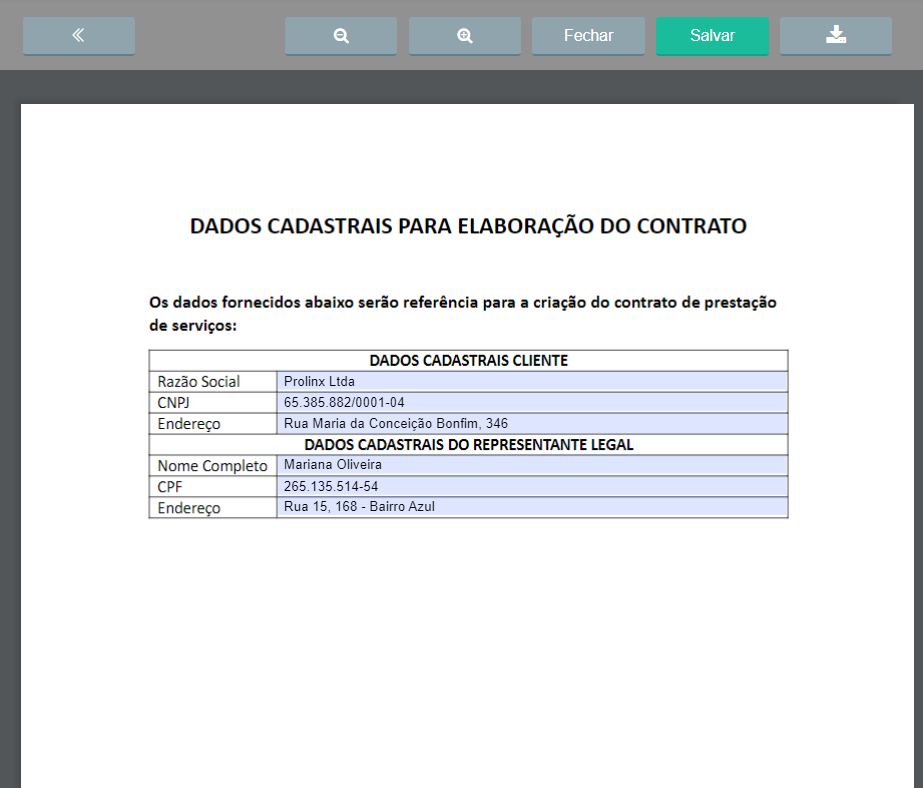 Fechar
Salvar
DADOS CADASTRAIS PARA ELABORAÇÃO DO CONTRATO
Os dados fornecidos abaixo serão referência para a criação do contrato de prestação
de serviços:
DADOS CADASTRAIS CLIENTE
Razão Social Prolinx Ltda
CNPJ 65.385.882/0001-04
Endereço Rua Maria da Conceição Bonfim, 346
DADOS CADASTRAIS DO REPRESENTANTE LEGAL
Nome Completo Mariana Oliveira
CPF 265.135.514-54
Endereço Rua 15, 168 - Bairro Azul